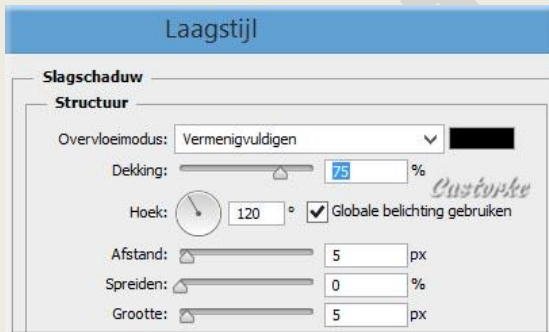 Laagstijl
Slagschaduw
Structuur
Overvloeimodus: Vermenigvuldigen
Dekking: 75 %
Castorke
Hoek: 120 ° Globale belichting gebruiken
Afstand: 5 px
Spreiden: 0 %
Grootte: 5 px